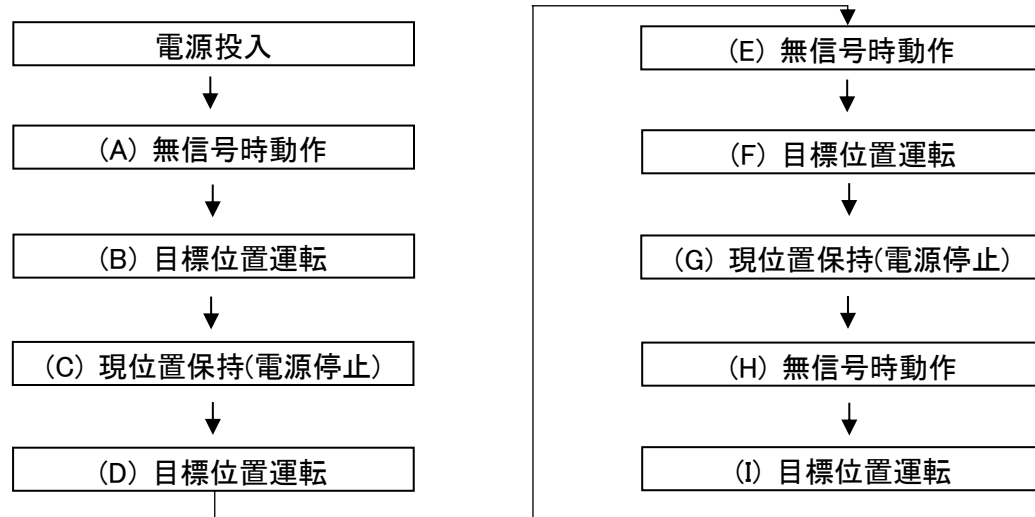 電源投入
(A) 無信号時動作
(B) 目標位置運転
(C) 現位置保持(電源停止)
(D) 目標位置運転
(E) 無信号時動作
(F) 目標位置運転
(G) 現位置保持(電源停止)
(H) 無信号時動作
(I) 目標位置運転